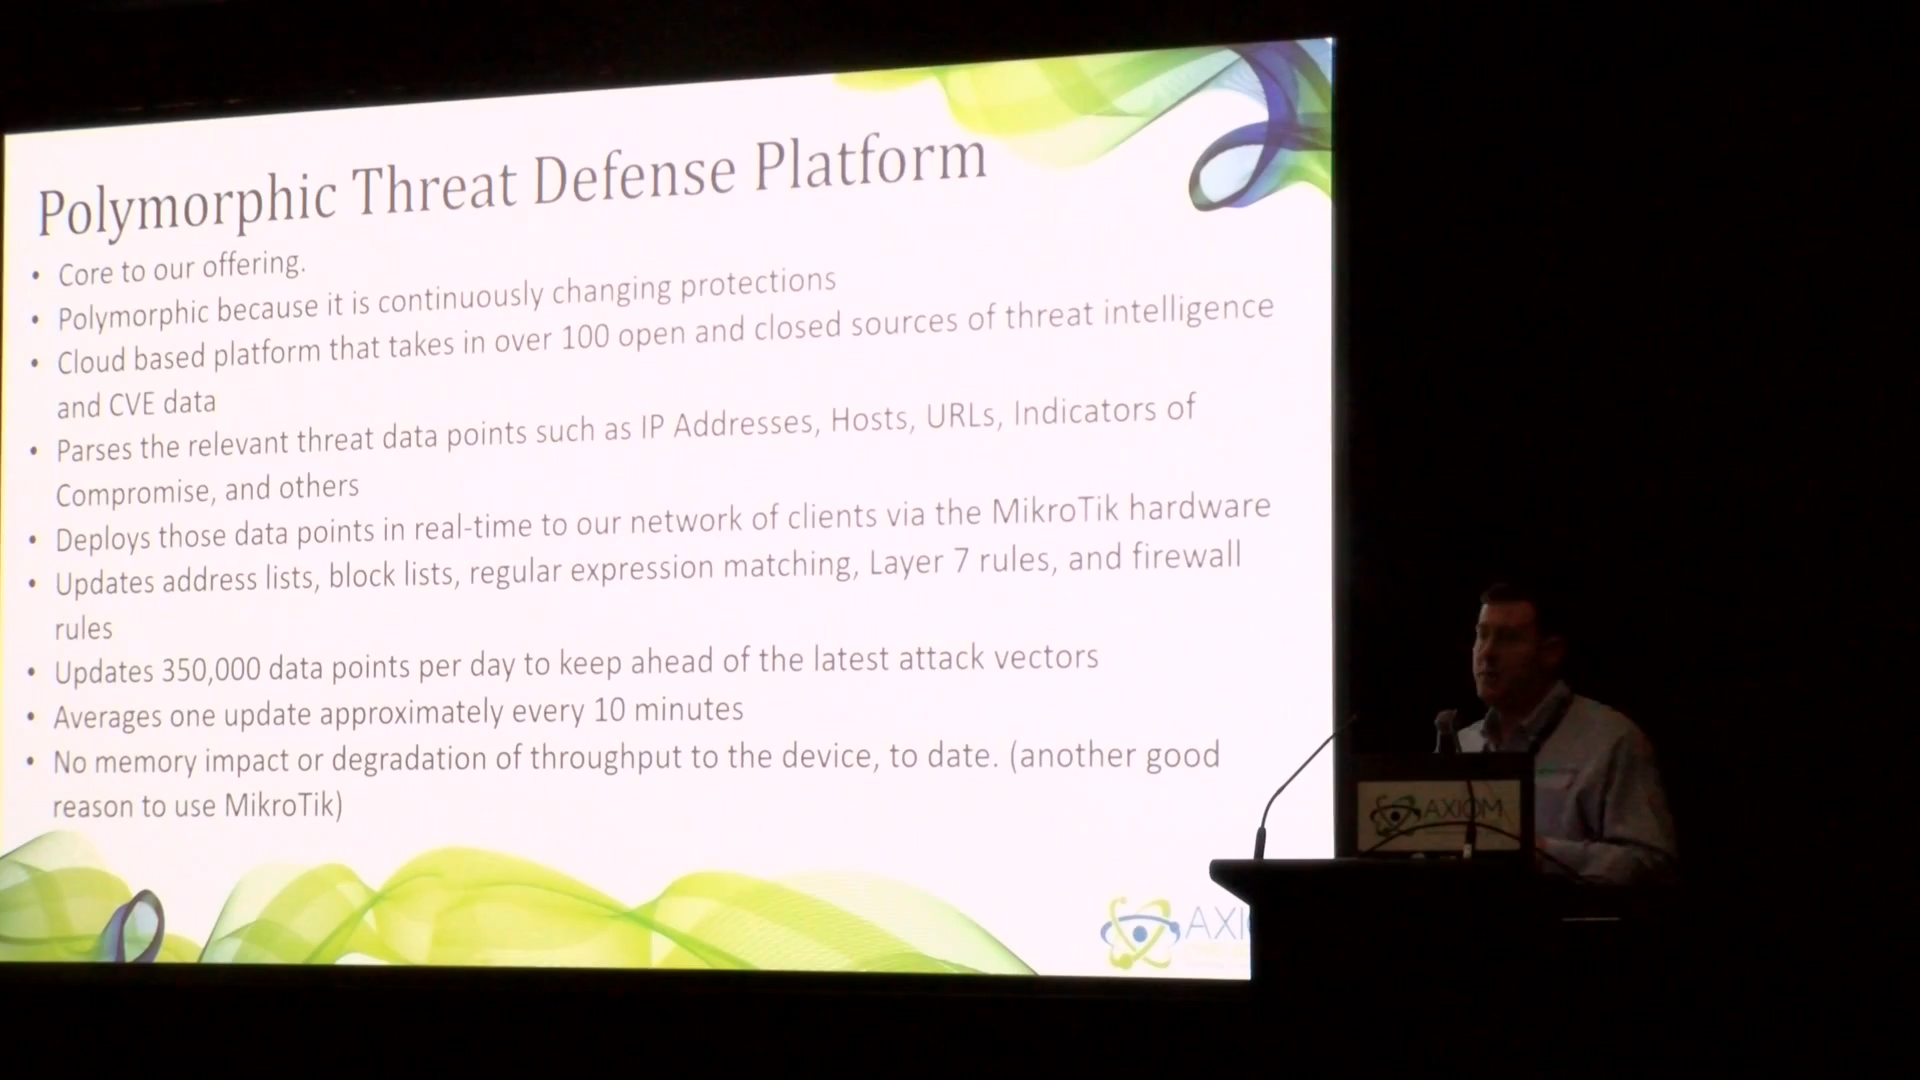 Polymorphic Threat Defense Platform
• Core to our offering.
• Polymorphic because it is continuously changing protections
• Cloud based platform that takes in over 100 open and closed sources of threat intelligence
and CVE data
• Parses the relevant threat data points such as IP Addresses, Hosts, URLs, Indicators of
Compromise, and others
• Deploys those data points in real-time to our network of clients via the MikroTik hardware
• Updates address lists, block lists, regular expression matching, Layer 7 rules, and firewall
rules
• Updates 350,000 data points per day to keep ahead of the latest attack vectors
• Averages one update approximately every 10 minutes
• No memory impact or degradation of throughput to the device, to date. (another good
reason to use MikroTik)
AXIOM
AXI